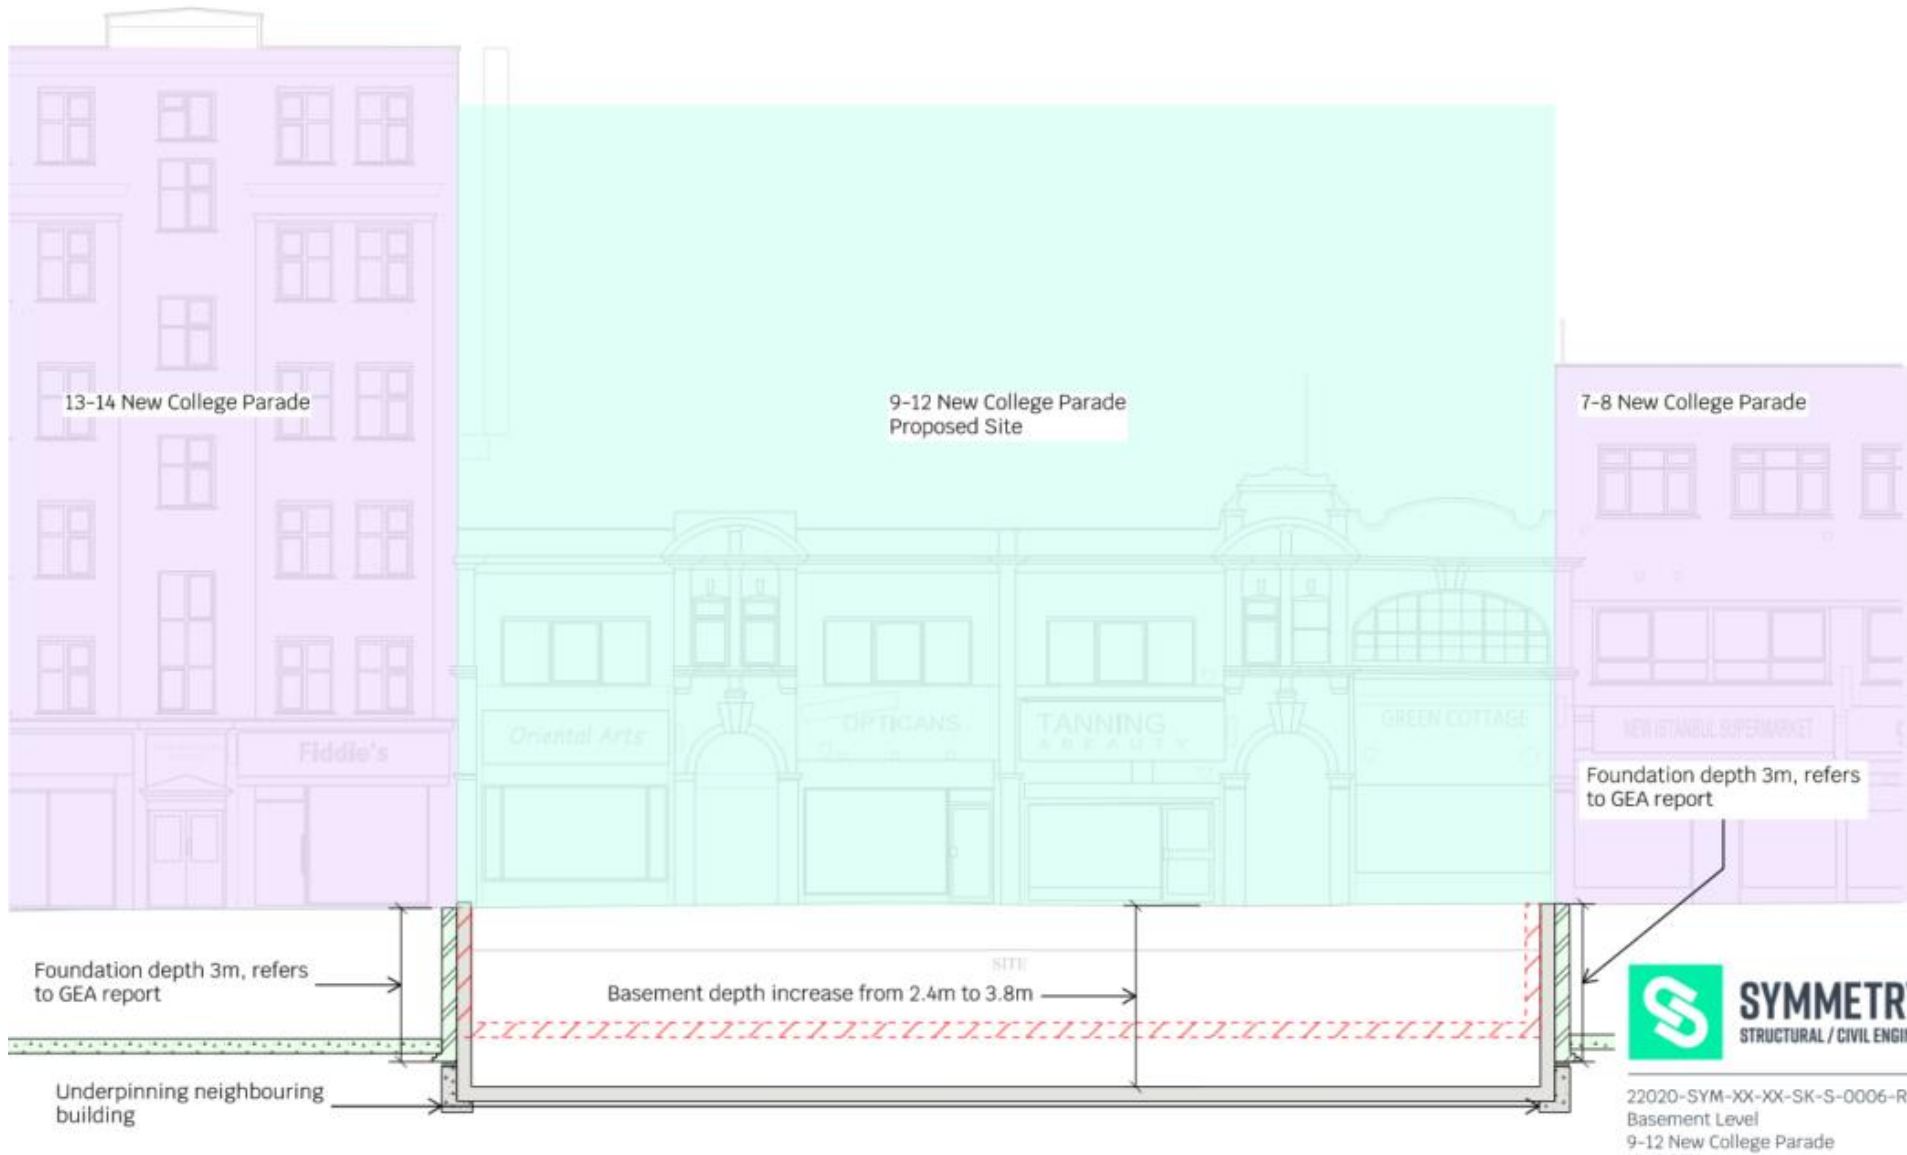 13-14 New College Parade
9-12 New College Parade
Proposed Site
7-8 New College Parade
Fiddie's
Oriental Arts
OPTICANS
TANNING
& BEAUTY
GREEN COTTAGE
NEW ISTANBUL SUPERMARKET
Foundation depth 3m, refers
to GEA report
SITE
Foundation depth 3m, refers
to GEA report
Basement depth increase from 2.4m to 3.8m
Underpinning neighbouring
building
SYMMETR
STRUCTURAL / CIVIL ENGI
22020-SYM-XX-XX-SK-S-0006-R
Basement Level
9-12 New College Parade